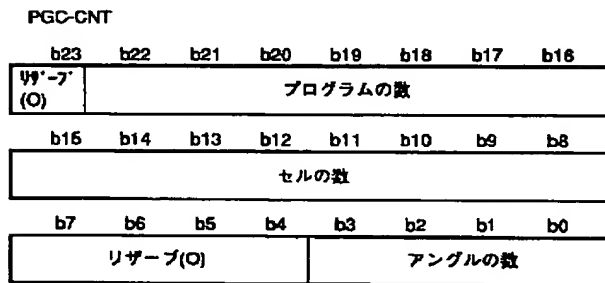 PGC-CNT
b23 b22 b21 b20 b19 b18 b17 b16
リザーブ
(O)
プログラムの数
b15 b14 b13 b12 b11 b10 b9 b8
セルの数
b7 b6 b5 b4 b3 b2 b1 b0
リザーブ(O) アングルの数